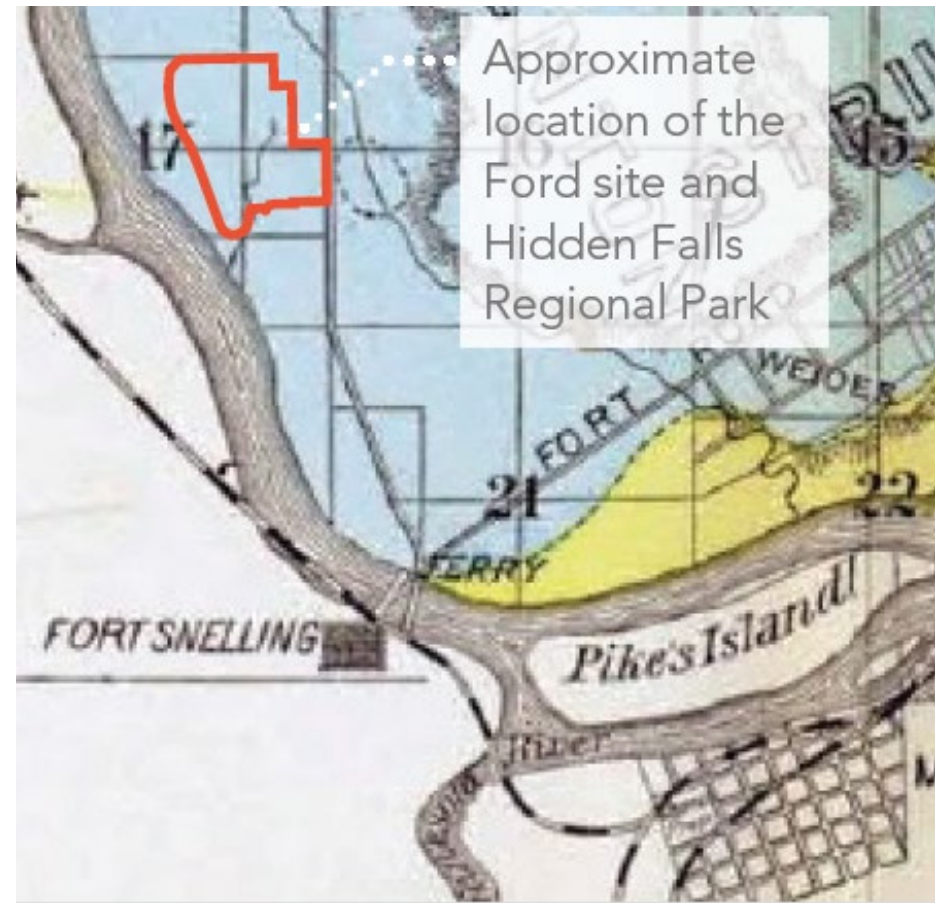 Approximate
location of the
Ford site and
Hidden Falls
Regional Park
17
15
WEIDES
FORT
21
22
FERRY
FORT SNELLING
Pike's Island
River